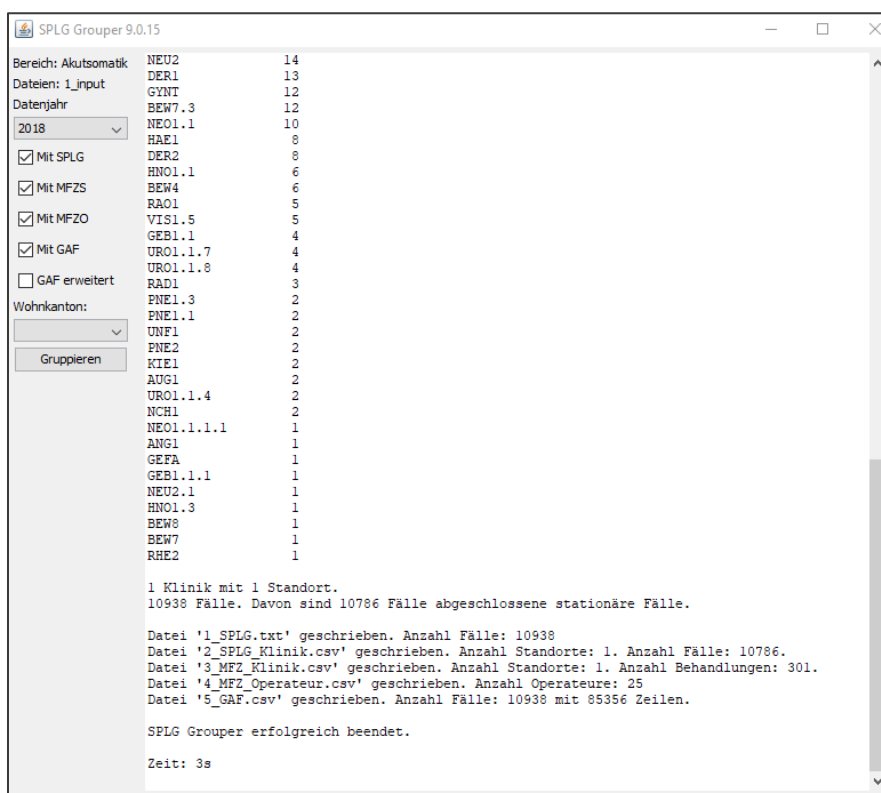 SPLG Grouper 9.0.15
Bereich: Akutsomatik
Dateien: 1_input
Datenjahr
2018
Mit SPLG
Mit MFZS
Mit MFZO
Mit GAF
GAF erweitert
Wohnkanton:
Gruppieren
NEU2 14
DER1 13
GYNT 12
BEW7.3 12
NEO1.1 10
HAE1 8
DER2 8
HNO1.1 6
BEW4 6
RAO1 5
VIS1.5 5
GEB1.1 4
URO1.1.7 4
URO1.1.8 4
RAD1 3
PNE1.3 2
PNE1.1 2
UNF1 2
PNE2 2
KIE1 2
AUG1 2
URO1.1.4 2
NCH1 2
NEO1.1.1.1 1
ANG1 1
GEFA 1
GEB1.1.1 1
NEU2.1 1
HNO1.3 1
BEW8 1
BEW7 1
RHE2 1
1 Klinik mit 1 Standort.
10938 Fälle. Davon sind 10786 Fälle abgeschlossene stationäre Fälle.
Datei '1_SPLG.txt' geschrieben. Anzahl Fälle: 10938
Datei '2_SPLG_Klinik.csv' geschrieben. Anzahl Standorte: 1. Anzahl Fälle: 10786.
Datei '3_MFZ_Klinik.csv' geschrieben. Anzahl Standorte: 1. Anzahl Behandlungen: 301.
Datei '4_MFZ_Operateur.csv' geschrieben. Anzahl Operateure: 25
Datei '5_GAF.csv' geschrieben. Anzahl Fälle: 10938 mit 85356 Zeilen.
SPLG Grouper erfolgreich beendet.
Zeit: 3s